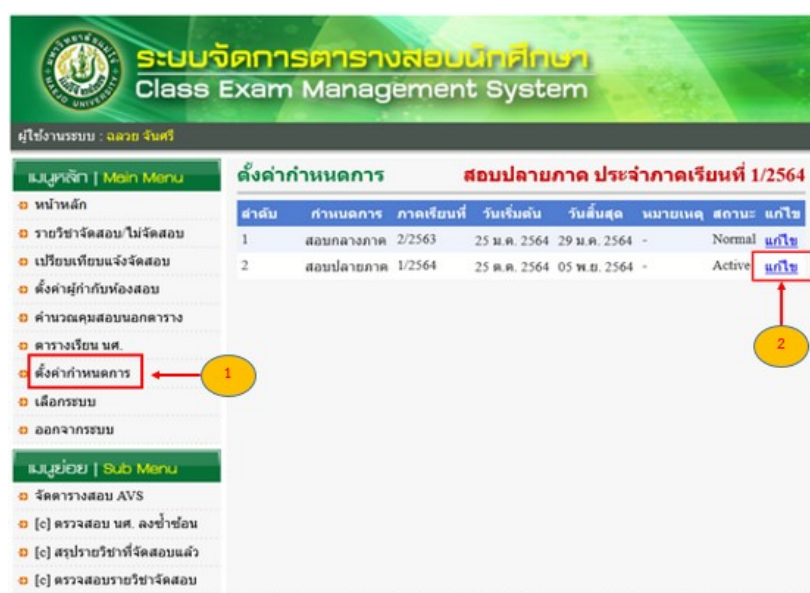 ระบบจัดการตารางสอบนักศึกษา
Class Exam Management System
มหาวิทยาลัยแม่โจ้
MAEJO UNIVERSITY
ผู้ใช้งานระบบ : ฉลวย จันศรี
เมนูหลัก | Main Menu
หน้าหลัก
รายวิชาจัดสอบ/ไม่จัดสอบ
เปรียบเทียบแจ้งจัดสอบ
ตั้งค่าผู้กำกับห้องสอบ
คำนวณคุมสอบนอกตาราง
ตารางเรียน นศ.
ตั้งค่ากำหนดการ
1
เลือกระบบ
ออกจากระบบ
เมนูย่อย | Sub Menu
จัดตารางสอบ AVS
[c] ตรวจสอบ นศ. ลงซ้ำซ้อน
[c] สรุปรายวิชาที่จัดสอบแล้ว
[c] ตรวจสอบรายวิชาจัดสอบ
ตั้งค่ากำหนดการ สอบปลายภาค ประจำภาคเรียนที่ 1/2564
ลำดับ กำหนดการ ภาคเรียนที่ วันเริ่มต้น วันสิ้นสุด หมายเหตุ สถานะ แก้ไข
1 สอบกลางภาค 2/2563 25 ม.ค. 2564 29 ม.ค. 2564 - Normal แก้ไข
2 สอบปลายภาค 1/2564 25 ต.ค. 2564 05 พ.ย. 2564 - Active แก้ไข
2